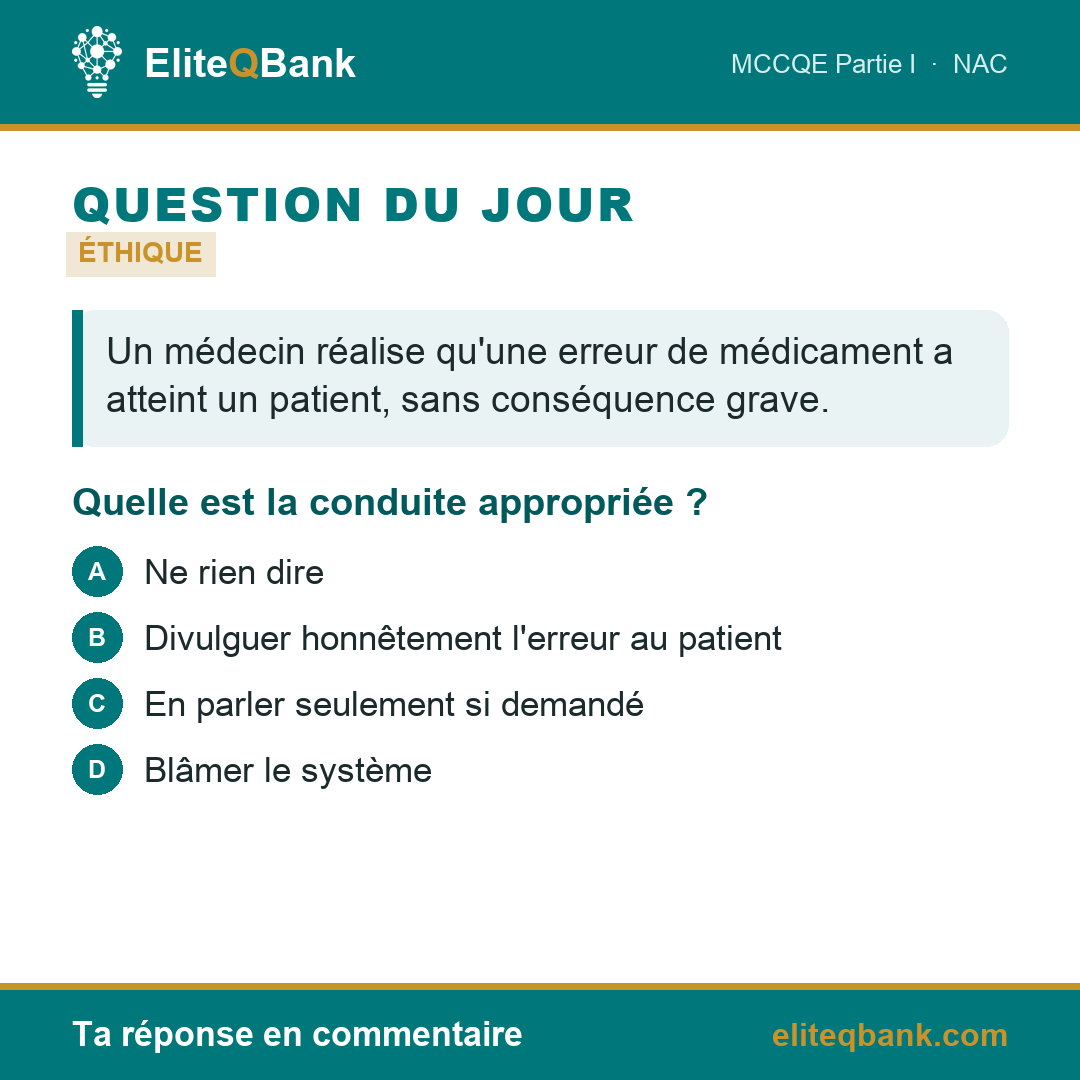 EliteQBank
MCCQE Partie I · NAC
QUESTION DU JOUR
ÉTHIQUE
Un médecin réalise qu'une erreur de médicament a
atteint un patient, sans conséquence grave.
Quelle est la conduite appropriée ?
A Ne rien dire
B Divulguer honnêtement l'erreur au patient
C En parler seulement si demandé
D Blâmer le système
Ta réponse en commentaire
eliteqbank.com